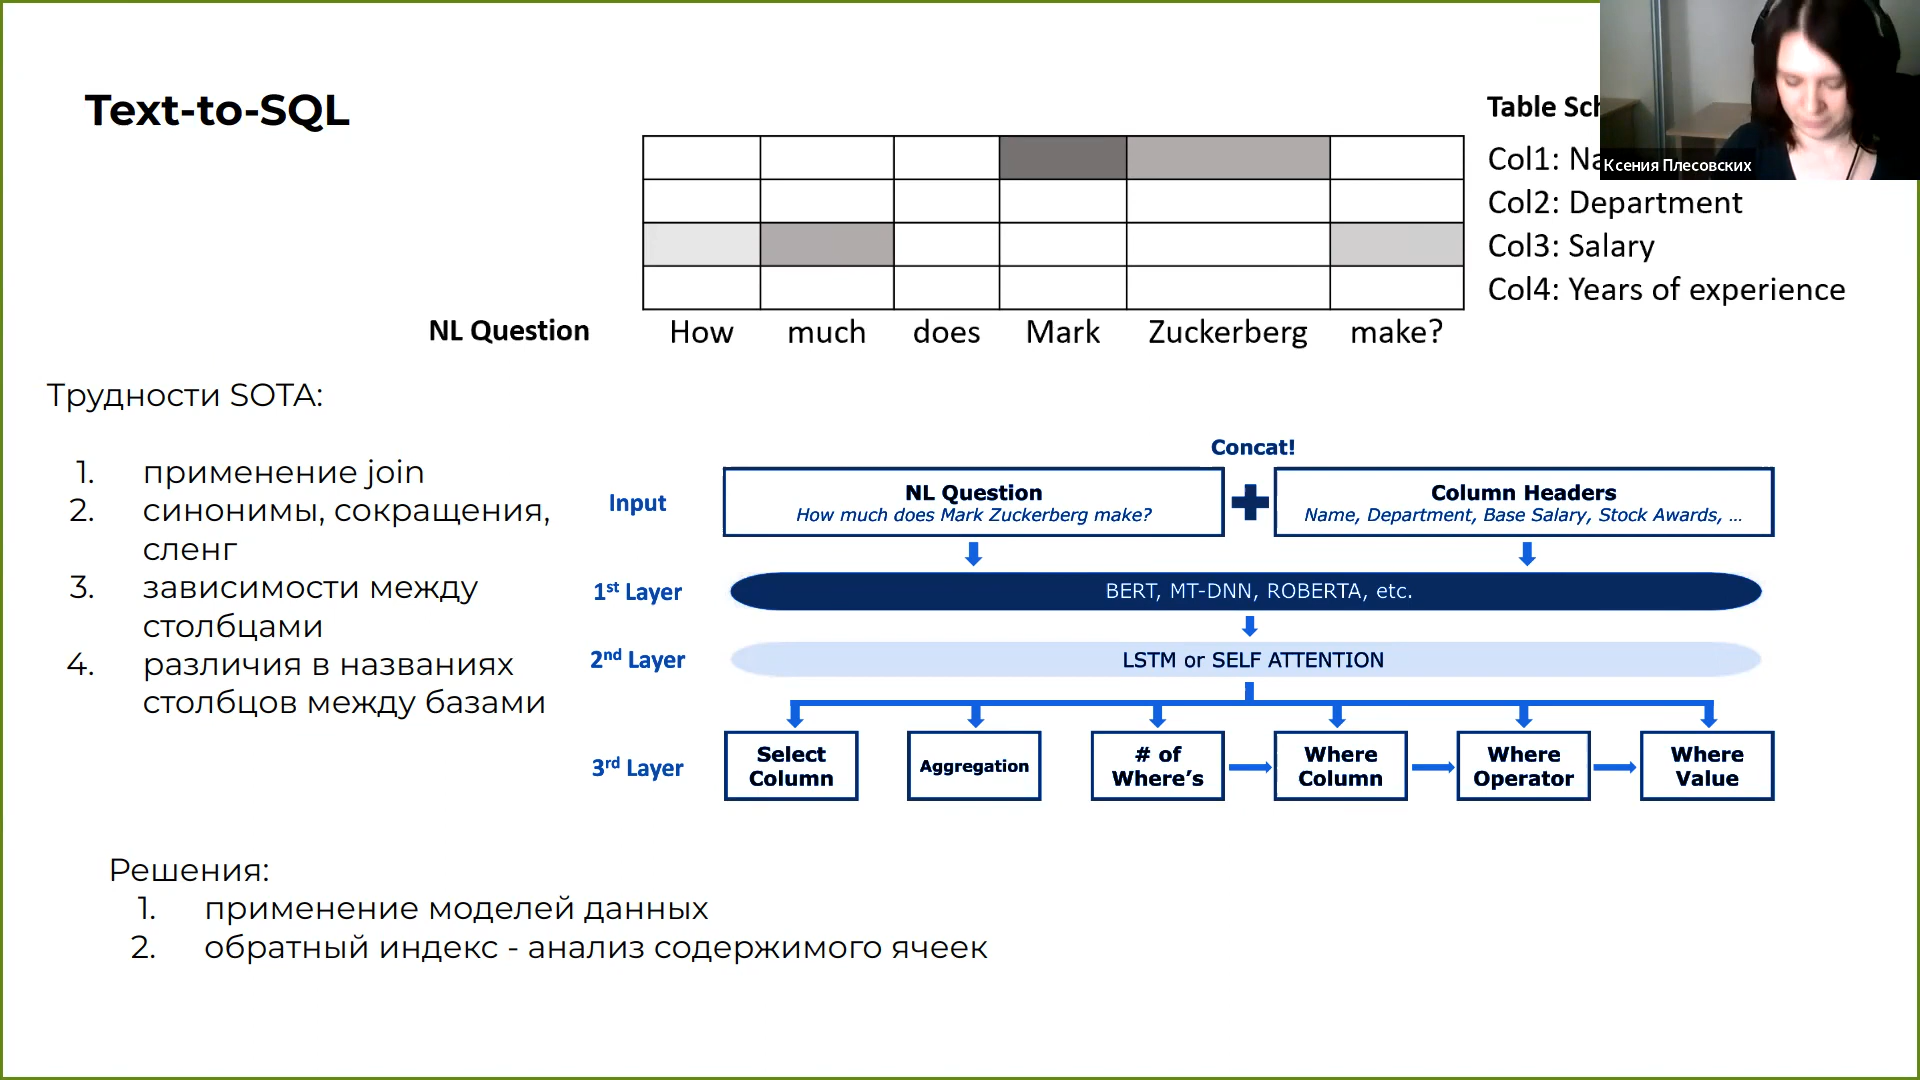 Text-to-SQL
Table Sch
Col1: Na
Ксения Плесовских
Col2: Department
Col3: Salary
Col4: Years of experience
NL Question How much does Mark Zuckerberg make?
Трудности SOTA:
1. применение join
2. синонимы, сокращения,
сленг
3. зависимости между
столбцами
4. различия в названиях
столбцов между базами
Concat!
Input
NL Question
How much does Mark Zuckerberg make?
Column Headers
Name, Department, Base Salary, Stock Awards, ...
1st Layer
BERT, MT-DNN, ROBERTA, etc.
2nd Layer
LSTM or SELF ATTENTION
3rd Layer
Select
Column
Aggregation
# of
Where's
Where
Column
Where
Operator
Where
Value
Решения:
1. применение моделей данных
2. обратный индекс - анализ содержимого ячеек